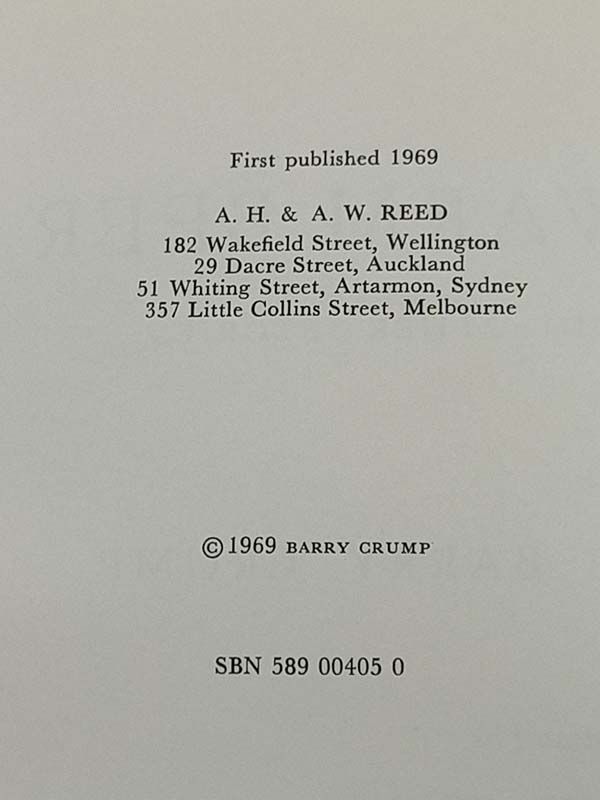 First published 1969
A. H. & A. W. REED
182 Wakefield Street, Wellington
29 Dacre Street, Auckland
51 Whiting Street, Artarmon, Sydney
357 Little Collins Street, Melbourne
© 1969 BARRY CRUMP
SBN 589 00405 0